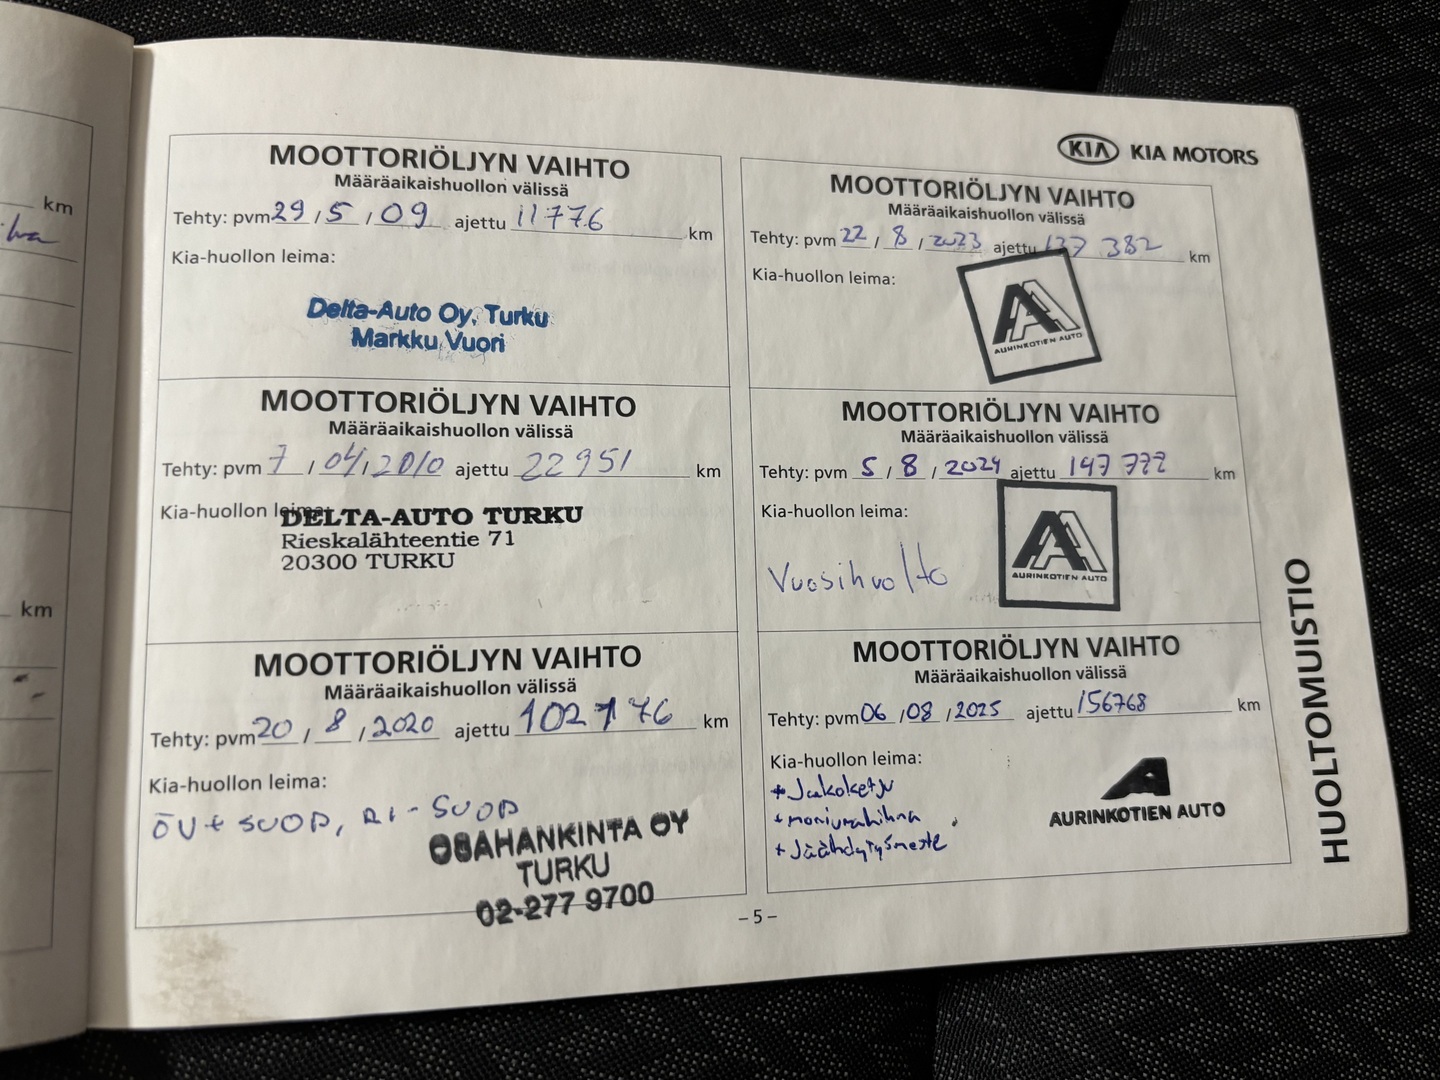 km
km
MOOTTORIÖLJYN VAIHTO
Määräaikaishuollon välissä
Tehty: pvm 29 / 5 / 09 ajettu 11776 km
Kia-huollon leima:
Delta-Auto Oy, Turku
Markku Vuori
MOOTTORIÖLJYN VAIHTO
Määräaikaishuollon välissä
Tehty: pvm 7 / 04 / 2010 ajettu 22951 km
Kia-huollon leima:
DELTA-AUTO TURKU
Rieskalähteentie 71
20300 TURKU
MOOTTORIÖLJYN VAIHTO
Määräaikaishuollon välissä
Tehty: pvm 20 / 8 / 2020 ajettu 102176 km
Kia-huollon leima:
ÖV + SUOD, RI-SUOD
OSAHANKINTA OY
TURKU
02-277 9700
KIA KIA MOTORS
MOOTTORIÖLJYN VAIHTO
Määräaikaishuollon välissä
Tehty: pvm 22 / 8 / 2023 ajettu 137 382 km
Kia-huollon leima:
AURINKOTIEN AUTO
MOOTTORIÖLJYN VAIHTO
Määräaikaishuollon välissä
Tehty: pvm 5 / 8 / 2024 ajettu 147 772 km
Kia-huollon leima:
Vuosihuolto
AURINKOTIEN AUTO
MOOTTORIÖLJYN VAIHTO
Määräaikaishuollon välissä
Tehty: pvm 06 / 08 / 2025 ajettu 156768 km
Kia-huollon leima:
+ Jakoketju
+ moniurahihna
+ Jäähdytysneste
AURINKOTIEN AUTO
HUOLTOMUISTIO
– 5 –